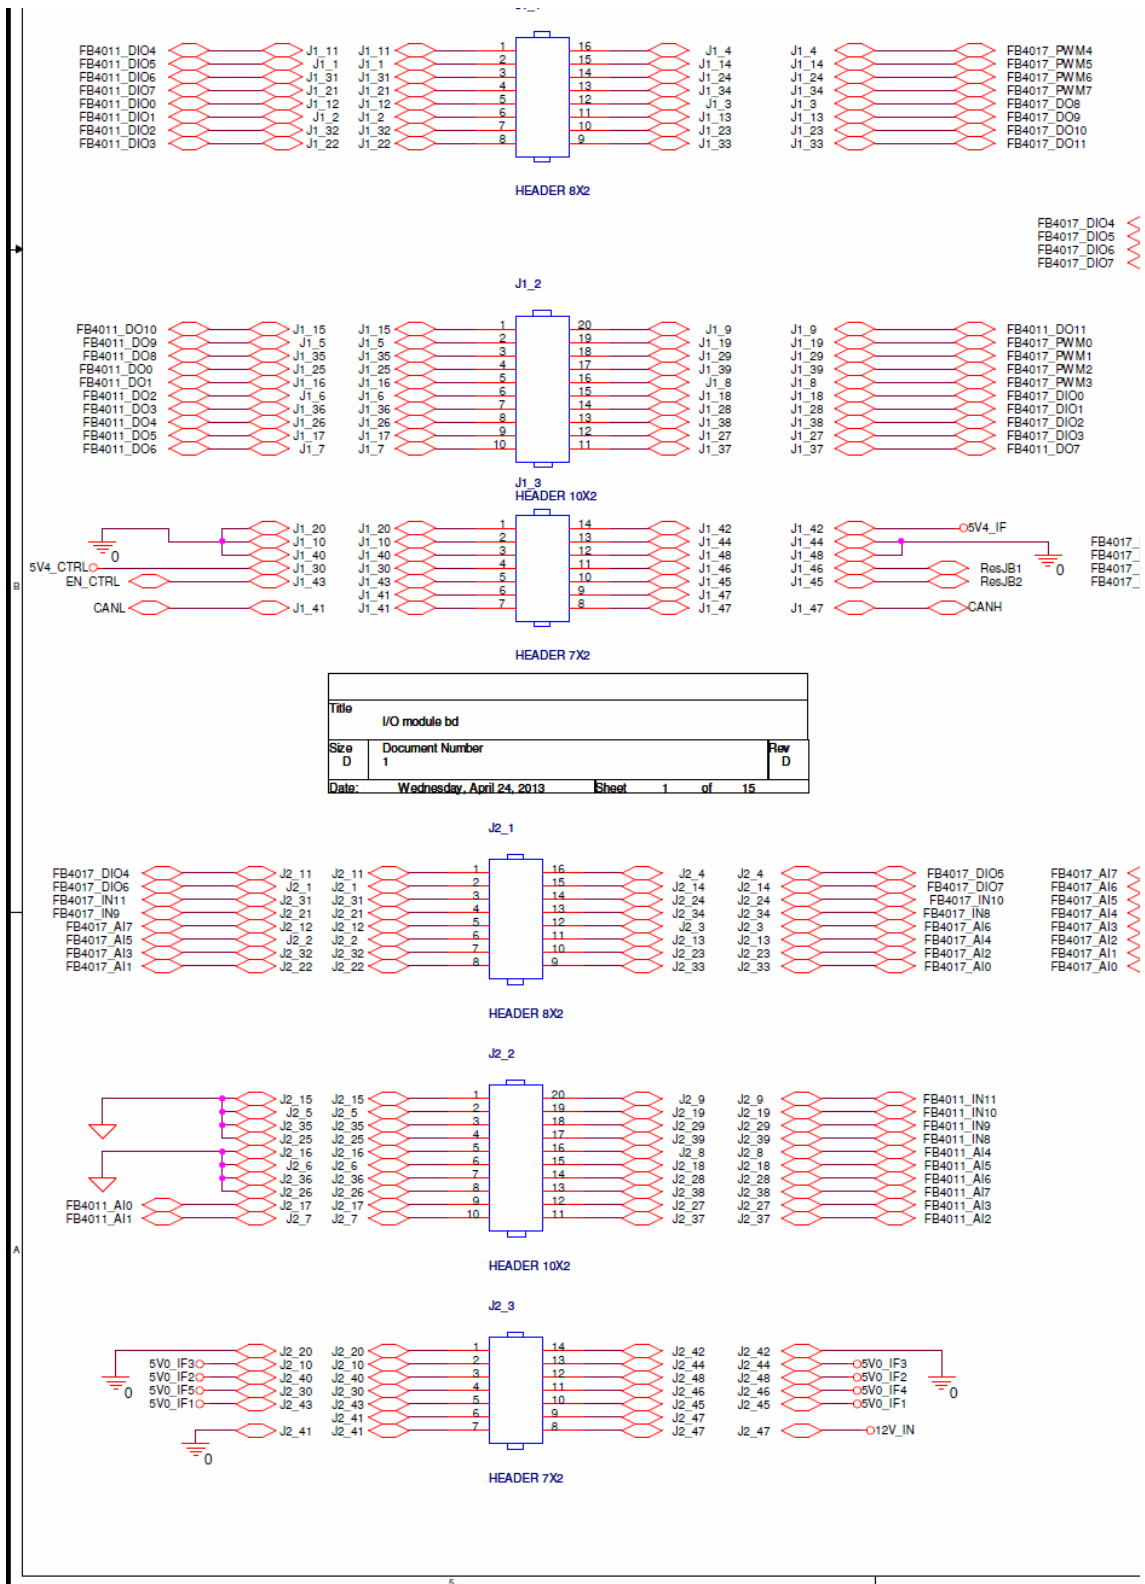 FB4011_DIO4 J1_11 J1_11 1 16 J1_4 J1_4 FB4017_PWM4
FB4011_DIO5 J1_1 J1_1 2 15 J1_14 J1_14 FB4017_PWM5
FB4011_DIO6 J1_31 J1_31 3 14 J1_24 J1_24 FB4017_PWM6
FB4011_DIO7 J1_21 J1_21 4 13 J1_34 J1_34 FB4017_PWM7
FB4011_DIO0 J1_12 J1_12 5 12 J1_3 J1_3 FB4017_DO8
FB4011_DIO1 J1_2 J1_2 6 11 J1_13 J1_13 FB4017_DO9
FB4011_DIO2 J1_32 J1_32 7 10 J1_23 J1_23 FB4017_DO10
FB4011_DIO3 J1_22 J1_22 8 9 J1_33 J1_33 FB4017_DO11
HEADER 8X2
FB4017_DIO4
FB4017_DIO5
FB4017_DIO6
FB4017_DIO7
J1_2
FB4011_DO10 J1_15 J1_15 1 20 J1_9 J1_9 FB4011_DO11
FB4011_DO9 J1_5 J1_5 2 19 J1_19 J1_19 FB4017_PWM0
FB4011_DO8 J1_35 J1_35 3 18 J1_29 J1_29 FB4017_PWM1
FB4011_DO0 J1_25 J1_25 4 17 J1_39 J1_39 FB4017_PWM2
FB4011_DO1 J1_16 J1_16 5 16 J1_8 J1_8 FB4017_PWM3
FB4011_DO2 J1_6 J1_6 6 15 J1_18 J1_18 FB4017_DIO0
FB4011_DO3 J1_36 J1_36 7 14 J1_28 J1_28 FB4017_DIO1
FB4011_DO4 J1_26 J1_26 8 13 J1_38 J1_38 FB4017_DIO2
FB4011_DO5 J1_17 J1_17 9 12 J1_27 J1_27 FB4017_DIO3
FB4011_DO6 J1_7 J1_7 10 11 J1_37 J1_37 FB4011_DO7
J1_3
HEADER 10X2
J1_20 J1_20 1 14 J1_42 J1_42 5V4_IF
J1_10 J1_10 2 13 J1_44 J1_44
0 J1_40 J1_40 3 12 J1_48 J1_48
5V4_CTRL J1_30 J1_30 4 11 J1_46 J1_46 ResJB1 0
EN_CTRL J1_43 J1_43 5 10 J1_45 J1_45 ResJB2
J1_41 6 9 J1_47
CANL J1_41 J1_41 7 8 J1_47 J1_47 CANH
FB4017_
FB4017_
FB4017_
FB4017_
B
HEADER 7X2
Title
I/O module bd
Size Document Number Rev
D 1 D
Date: Wednesday, April 24, 2013 Sheet 1 of 15
J2_1
FB4017_DIO4 J2_11 J2_11 1 16 J2_4 J2_4 FB4017_DIO5 FB4017_AI7
FB4017_DIO6 J2_1 J2_1 2 15 J2_14 J2_14 FB4017_DIO7 FB4017_AI6
FB4017_IN11 J2_31 J2_31 3 14 J2_24 J2_24 FB4017_IN10 FB4017_AI5
FB4017_IN9 J2_21 J2_21 4 13 J2_34 J2_34 FB4017_IN8 FB4017_AI4
FB4017_AI7 J2_12 J2_12 5 12 J2_3 J2_3 FB4017_AI6 FB4017_AI3
FB4017_AI5 J2_2 J2_2 6 11 J2_13 J2_13 FB4017_AI4 FB4017_AI2
FB4017_AI3 J2_32 J2_32 7 10 J2_23 J2_23 FB4017_AI2 FB4017_AI1
FB4017_AI1 J2_22 J2_22 8 9 J2_33 J2_33 FB4017_AI0 FB4017_AI0
HEADER 8X2
J2_2
J2_15 J2_15 1 20 J2_9 J2_9 FB4011_IN11
J2_5 J2_5 2 19 J2_19 J2_19 FB4011_IN10
J2_35 J2_35 3 18 J2_29 J2_29 FB4011_IN9
J2_25 J2_25 4 17 J2_39 J2_39 FB4011_IN8
J2_16 J2_16 5 16 J2_8 J2_8 FB4011_AI4
J2_6 J2_6 6 15 J2_18 J2_18 FB4011_AI5
J2_36 J2_36 7 14 J2_28 J2_28 FB4011_AI6
J2_26 J2_26 8 13 J2_38 J2_38 FB4011_AI7
FB4011_AI0 J2_17 J2_17 9 12 J2_27 J2_27 FB4011_AI3
FB4011_AI1 J2_7 J2_7 10 11 J2_37 J2_37 FB4011_AI2
A
HEADER 10X2
J2_3
J2_20 J2_20 1 14 J2_42 J2_42
5V0_IF3 J2_10 J2_10 2 13 J2_44 J2_44 5V0_IF3
5V0_IF2 J2_40 J2_40 3 12 J2_48 J2_48 5V0_IF2
0 5V0_IF5 J2_30 J2_30 4 11 J2_46 J2_46 5V0_IF4 0
5V0_IF1 J2_43 J2_43 5 10 J2_45 J2_45 5V0_IF1
J2_41 6 9 J2_47
J2_41 J2_41 7 8 J2_47 J2_47 12V_IN
0
HEADER 7X2
5